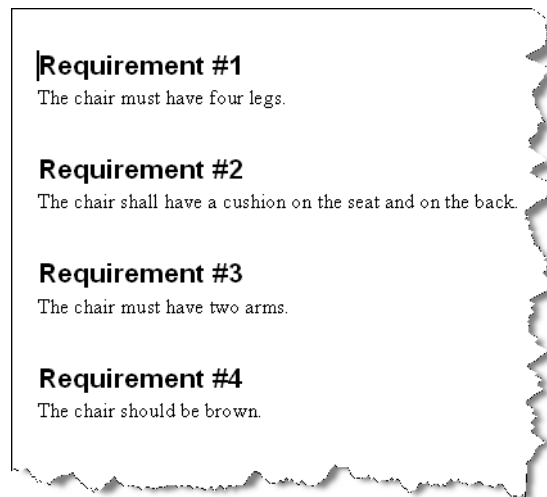 Requirement #1
The chair must have four legs.
Requirement #2
The chair shall have a cushion on the seat and on the back.
Requirement #3
The chair must have two arms.
Requirement #4
The chair should be brown.